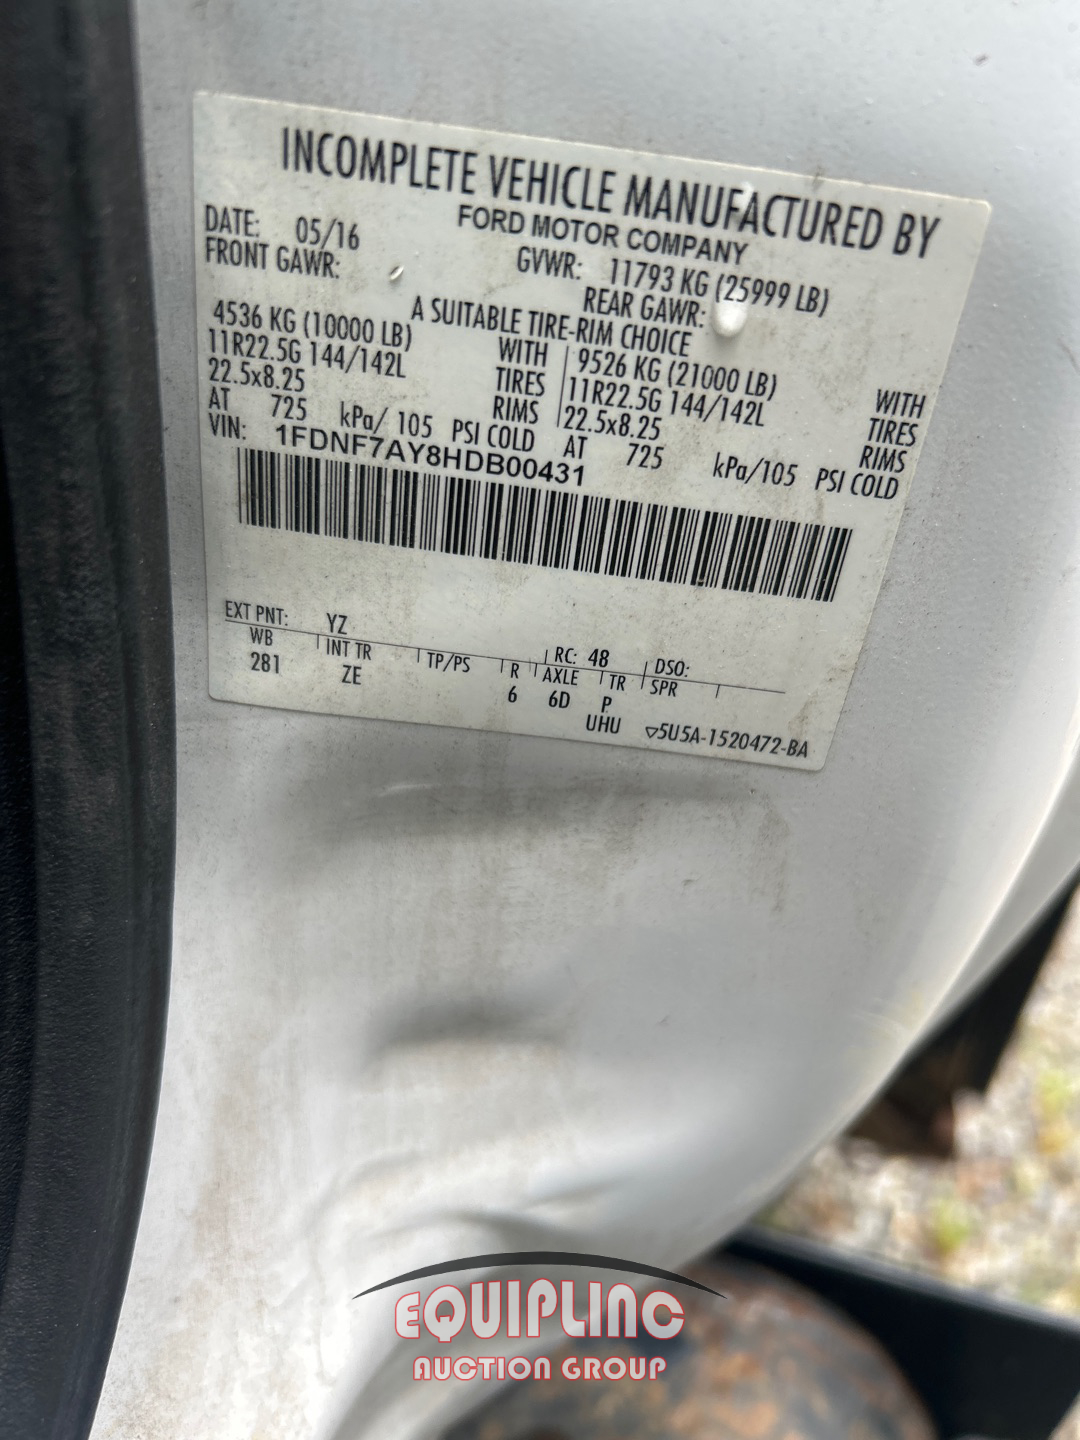 INCOMPLETE VEHICLE MANUFACTURED BY
FORD MOTOR COMPANY
DATE: 05/16 GVWR: 11793 KG (25999 LB)
FRONT GAWR: REAR GAWR:
A SUITABLE TIRE-RIM CHOICE
4536 KG (10000 LB) WITH 9526 KG (21000 LB) WITH
11R22.5G 144/142L TIRES 11R22.5G 144/142L TIRES
22.5x8.25 RIMS 22.5x8.25 RIMS
AT 725 kPa/ 105 PSI COLD AT 725 kPa/105 PSI COLD
VIN: 1FDNF7AY8HDB00431
EXT PNT: YZ RC: 48 DSO:
WB INT TR TP/PS R AXLE TR SPR
281 ZE 6 6D P
UHU ▽5U5A-1520472-BA
EQUIPLINC
AUCTION GROUP